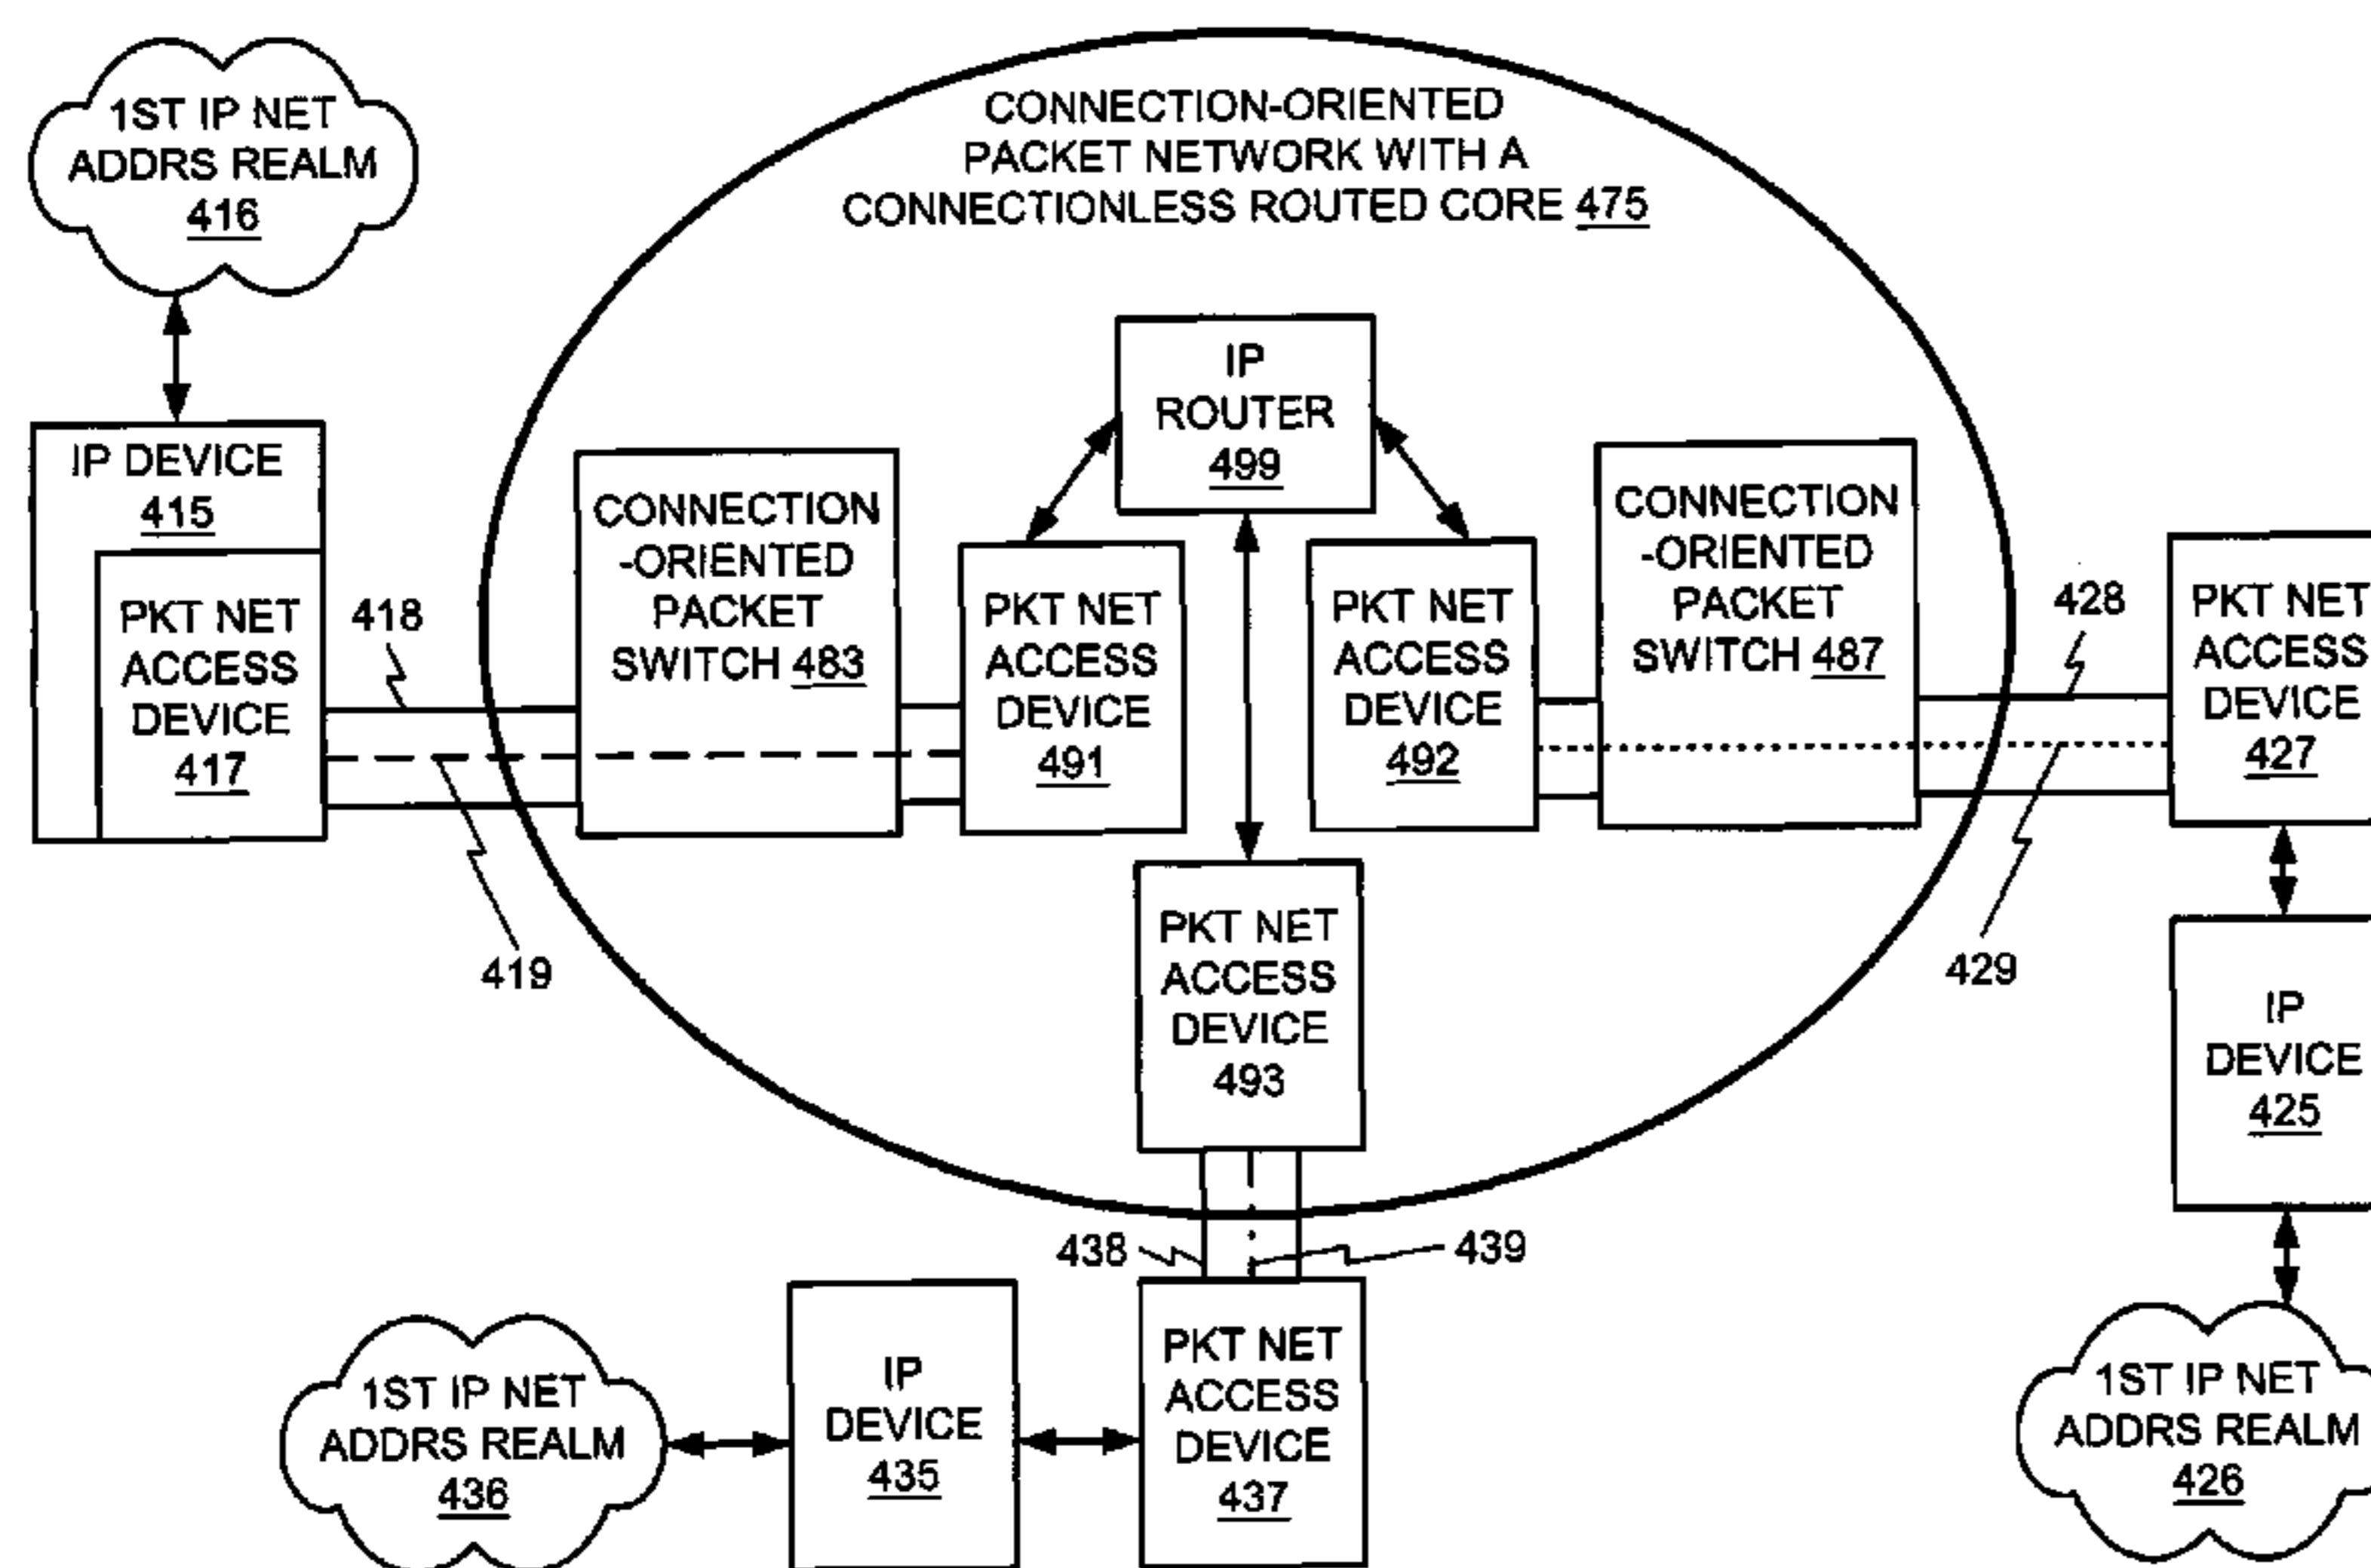 1ST IP NET
ADDRS REALM
416
CONNECTION-ORIENTED
PACKET NETWORK WITH A
CONNECTIONLESS ROUTED CORE 475
IP DEVICE
415
PKT NET
ACCESS
DEVICE
417
418
419
CONNECTION
-ORIENTED
PACKET
SWITCH 483
PKT NET
ACCESS
DEVICE
491
IP
ROUTER
499
PKT NET
ACCESS
DEVICE
492
CONNECTION
-ORIENTED
PACKET
SWITCH 487
428
429
PKT NET
ACCESS
DEVICE
427
PKT NET
ACCESS
DEVICE
493
IP
DEVICE
425
438
439
1ST IP NET
ADDRS REALM
436
IP
DEVICE
435
PKT NET
ACCESS
DEVICE
437
1ST IP NET
ADDRS REALM
426